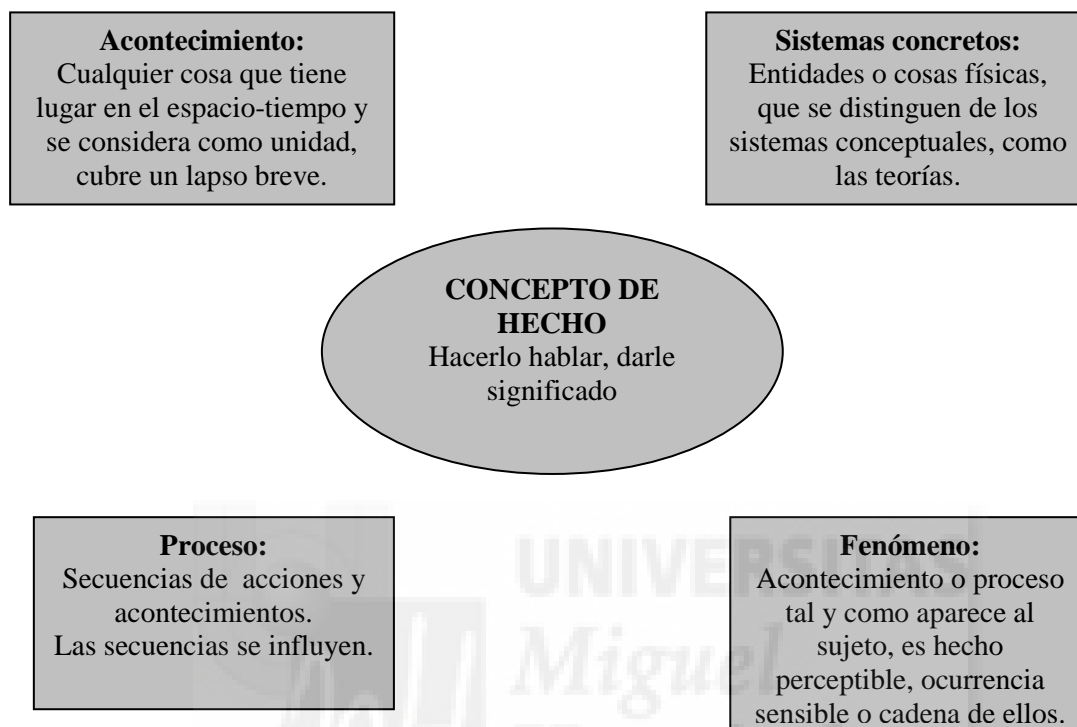 Acontecimiento:
Cualquier cosa que tiene
lugar en el espacio-tiempo y
se considera como unidad,
cubre un lapso breve.
Sistemas concretos:
Entidades o cosas físicas,
que se distinguen de los
sistemas conceptuales, como
las teorías.
CONCEPTO DE
HECHO
Hacerlo hablar, darle
significado
Proceso:
Secuencias de acciones y
acontecimientos.
Las secuencias se influyen.
Fenómeno:
Acontecimiento o proceso
tal y como aparece al
sujeto, es hecho
perceptible, ocurrencia
sensible o cadena de ellos.
UNIVERSITAS
Miguel